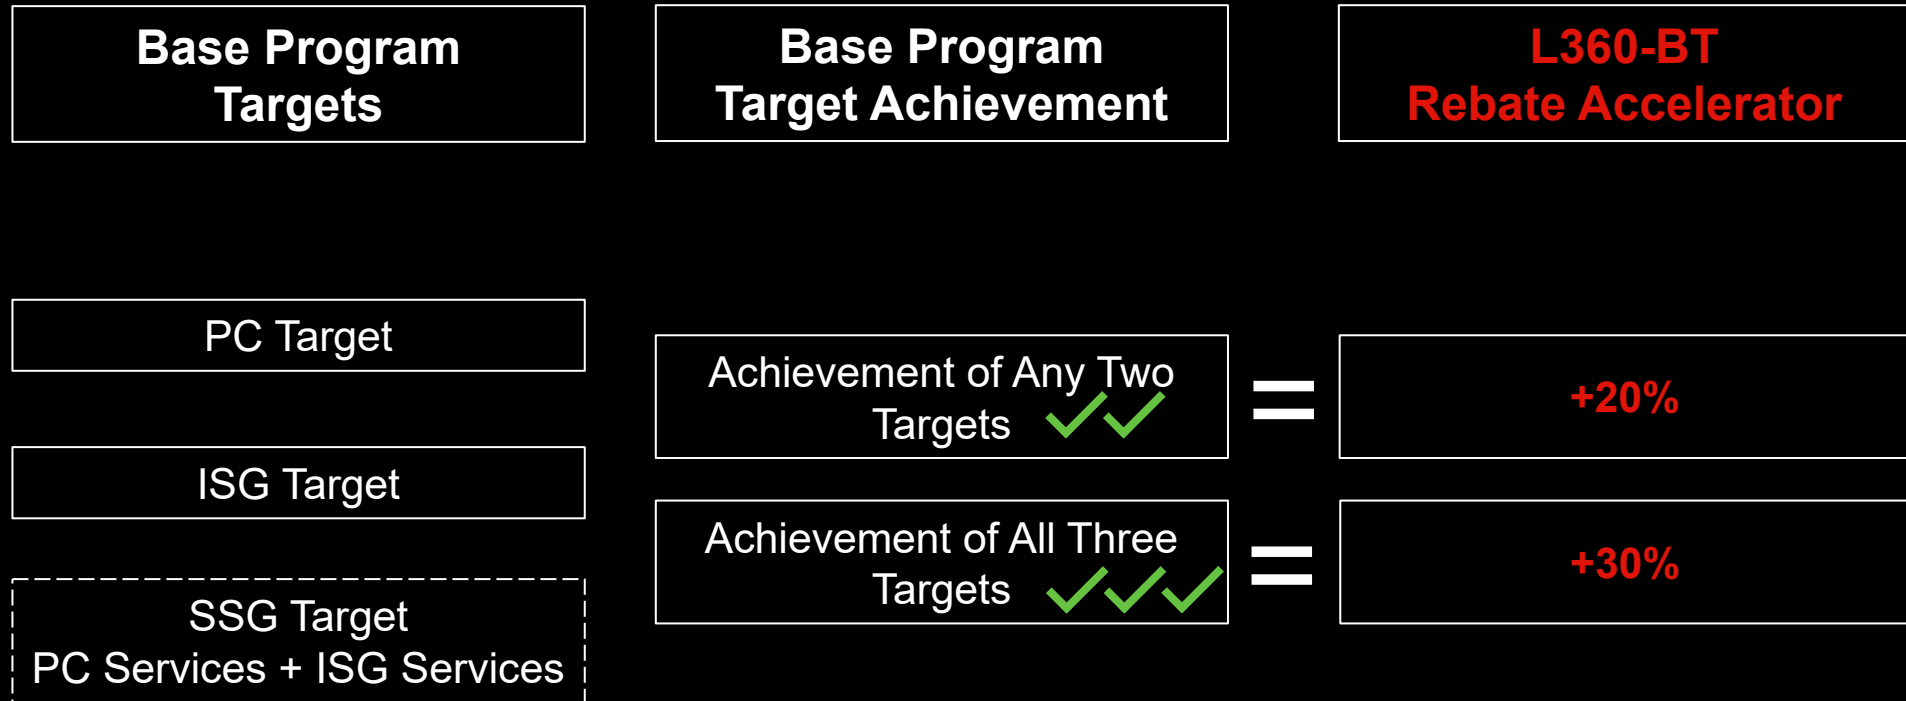 Base Program
Targets
Base Program
Target Achievement
L360-BT
Rebate Accelerator
PC Target
ISG Target
SSG Target
PC Services + ISG Services
Achievement of Any Two
Targets
=
+20%
Achievement of All Three
Targets
=
+30%